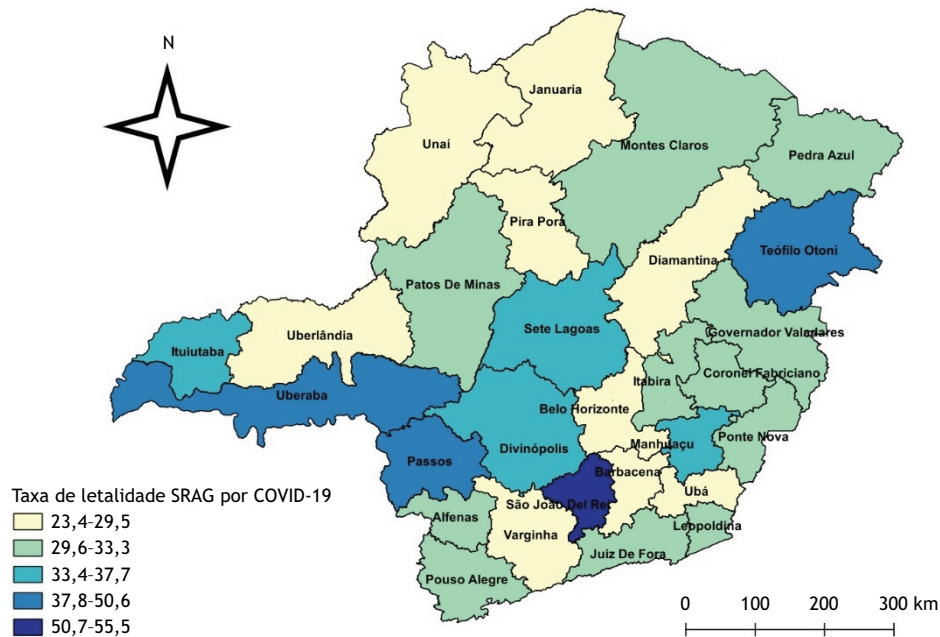 N
Januaria
Unaí
Montes Claros
Pedra Azul
Pira Pora
Teófilo Otoni
Diamantina
Patos De Minas
Sete Lagoas
Governador Valadares
Uberlândia
Ituiutaba
Coronel Fabriciano
Itabira
Uberaba
Belo Horizonte
Manhuaçu
Ponte Nova
Divinópolis
Passos
Barbacena
Ubá
São João Del Rei
Alfenas
Leopoldina
Varginha
Juiz De Fora
Pouso Alegre
Taxa de letalidade SRAG por COVID-19
23,4-29,5
29,6-33,3
33,4-37,7
37,8-50,6
50,7-55,5
0 100 200 300 km